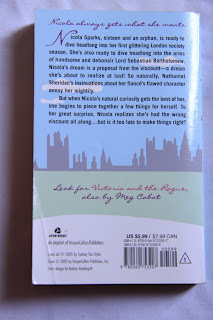 Nicola always gets what she wants
Nicola Sparks, sixteen and an orphan, is ready to
dive headlong into her first glittering London society
season. She's also ready to dive headlong into the arms
of handsome and debonair Lord Sebastian Bartholomew.
Nicola's dream is a proposal from the viscount—a dream
she's about to realize at last! So naturally, Nathaniel
Sheridan's insinuations about her fiancé's flawed character
annoy her mightily.
But when Nicola's natural curiosity gets the best of her,
she begins to piece together a few things for herself. To
her great surprise, Nicola realizes she's had the wrong
viscount all along...but is it too late to make things right?
Look for Victoria and the Rogue,
also by Meg Cabot
AVON BOOKS
An Imprint of HarperCollinsPublishers
US $5.99 / $7.99 CAN